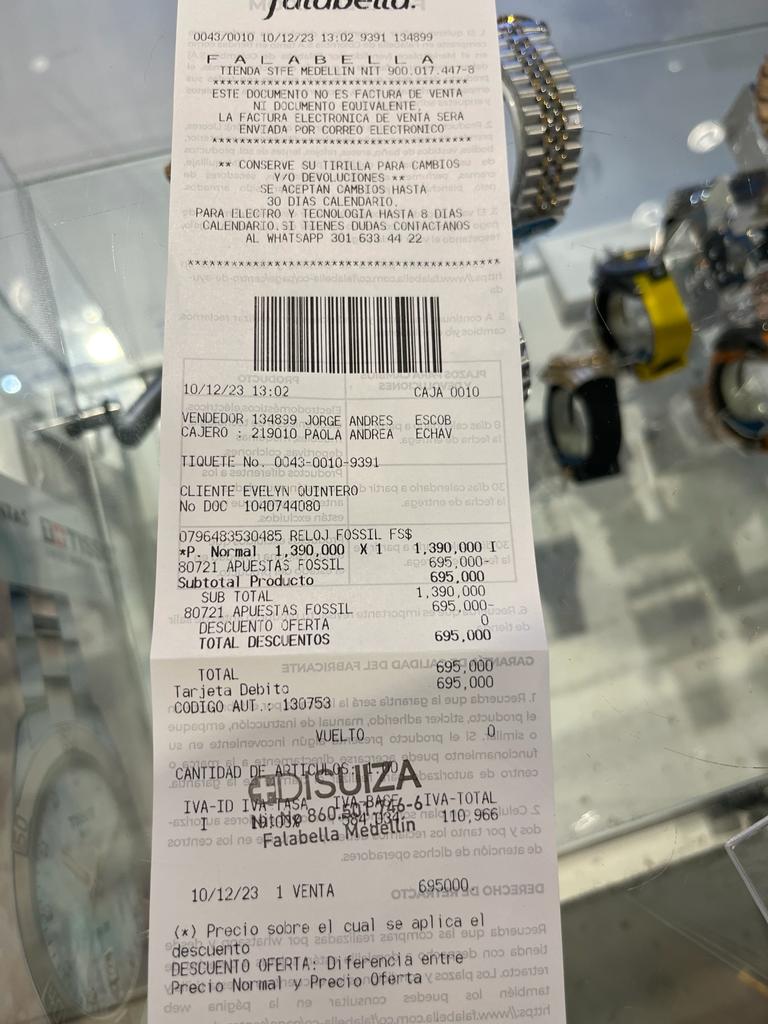 falabella.
0043/0010 10/12/23 13:02 9391 134899
F A L A B E L L A
TIENDA STFE MEDELLIN NIT 900.017.447-8
****************************************
ESTE DOCUMENTO NO ES FACTURA DE VENTA
NI DOCUMENTO EQUIVALENTE.
LA FACTURA ELECTRONICA DE VENTA SERA
ENVIADA POR CORREO ELECTRONICO
****************************************
** CONSERVE SU TIRILLA PARA CAMBIOS
Y/O DEVOLUCIONES **
SE ACEPTAN CAMBIOS HASTA
30 DIAS CALENDARIO.
PARA ELECTRO Y TECNOLOGIA HASTA 8 DIAS
CALENDARIO.SI TIENES DUDAS CONTACTANOS
AL WHATSAPP 301 633 44 22
****************************************
10/12/23 13:02 CAJA 0010
VENDEDOR 134899 JORGE ANDRES ESCOB
CAJERO : 219010 PAOLA ANDREA ECHAV
TIQUETE No. 0043-0010-9391
CLIENTE EVELYN QUINTERO
No DOC 1040744080
0796483530485 RELOJ FOSSIL FS$
*P. Normal 1,390,000 X 1 1,390,000 I
80721 APUESTAS FOSSIL 695,000-
Subtotal Producto 695,000
SUB TOTAL 1,390,000
80721 APUESTAS FOSSIL 695,000-
DESCUENTO OFERTA 0
TOTAL DESCUENTOS 695,000
TOTAL 695,000
Tarjeta Debito 695,000
CODIGO AUT.: 130753
VUELTO 0
CANTIDAD DE ARTICULOS:
DISUIZA
IVA-ID IVA-TASA IVA-BASE IVA-TOTAL
I 584,034 110,966
Nit No 860.501.746-6
Falabella Medellín
10/12/23 1 VENTA 695000.
(*) Precio sobre el cual se aplica el
descuento
DESCUENTO OFERTA: Diferencia entre
Precio Normal y Precio Oferta